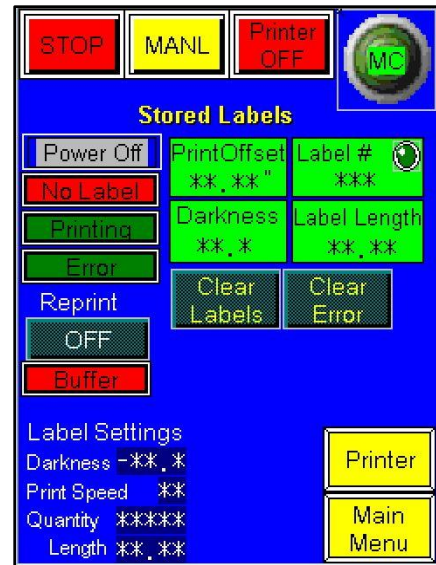 STOP
MANL
Printer
OFF
MC
Stored Labels
Power Off
No Label
Printing
Error
PrintOffset
**.**"
Label #
***
Darkness
**.*
Label Length
**.**
Clear
Labels
Clear
Error
Reprint
OFF
Buffer
Label Settings
Darkness -**.*
Print Speed **
Quantity *****
Length **.**
Printer
Main
Menu